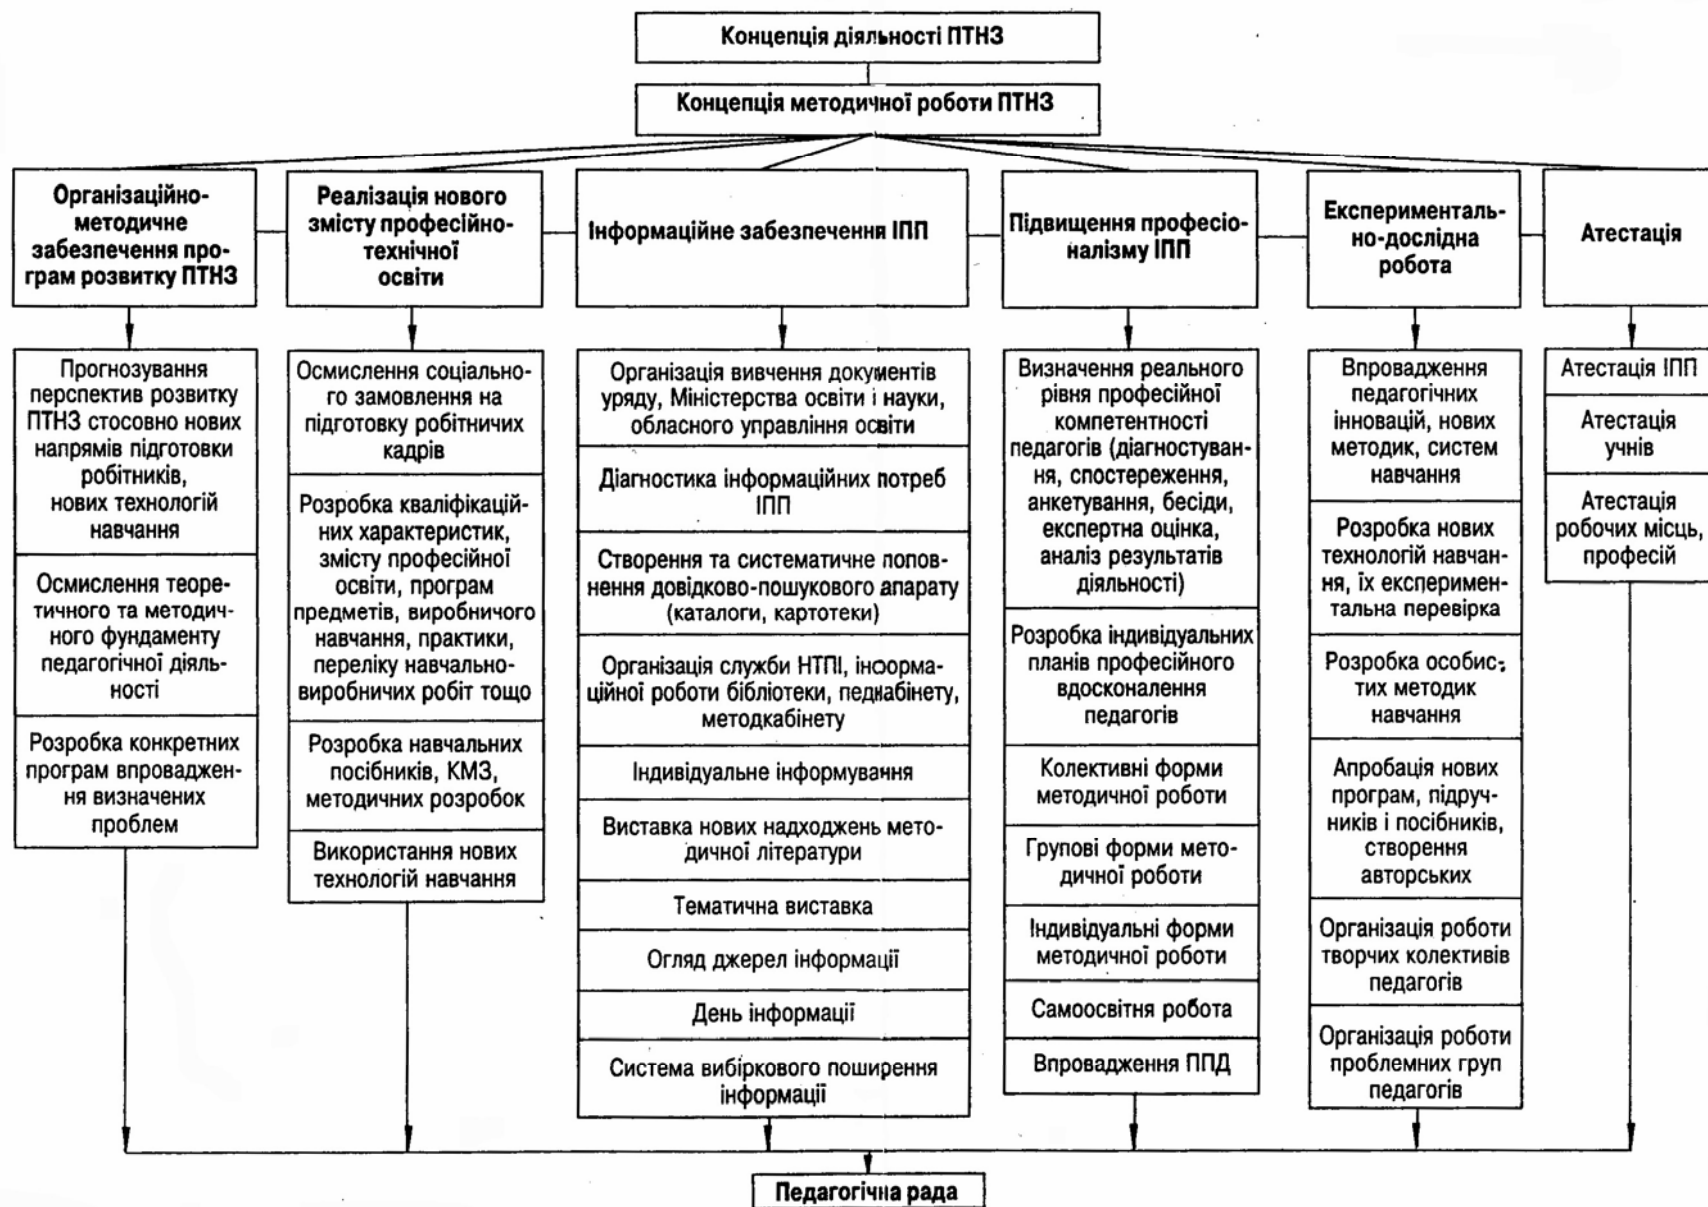 Концепція діяльності ПТНЗ
Концепція методичної роботи ПТНЗ
Організаційно-
методичне
забезпечення про-
грам розвитку ПТНЗ
Реалізація нового
змісту професійно-
технічної
освіти
Інформаційне забезпечення ІПП
Підвищення професіо-
налізму ІПП
Експерименталь-
но-дослідна
робота
Атестація
Прогнозування
перспектив розвитку
ПТНЗ стосовно нових
напрямів підготовки
робітників,
нових технологій
навчання
Осмислення теоре-
тичного та методич-
ного фундаменту
педагогічної діяль-
ності
Розробка конкретних
програм впроваджен-
ня визначених
проблем
Осмислення соціально-
го замовлення на
підготовку робітничих
кадрів
Розробка кваліфікацій-
них характеристик,
змісту професійної
освіти, програм
предметів, виробничого
навчання, практики,
переліку навчально-
виробничих робіт тощо
Розробка навчальних
посібників, КМЗ,
методичних розробок
Використання нових
технологій навчання
Організація вивчення документів
уряду, Міністерства освіти і науки,
обласного управління освіти
Діагностика інформаційних потреб
ІПП
Створення та систематичне попов-
нення довідково-пошукового апарату
(каталоги, картотеки)
Організація служби НТПІ, інформа-
ційної роботи бібліотеки, педкабінету,
методкабінету
Індивідуальне інформування
Виставка нових надходжень мето-
дичної літератури
Тематична виставка
Огляд джерел інформації
День інформації
Система вибіркового поширення
інформації
Визначення реального
рівня професійної
компетентності
педагогів (діагностуван-
ня, спостереження,
анкетування, бесіди,
експертна оцінка,
аналіз результатів
діяльності)
Розробка індивідуальних
планів професійного
вдосконалення
педагогів
Колективні форми
методичної роботи
Групові форми мето-
дичної роботи
Індивідуальні форми
методичної роботи
Самоосвітня робота
Впровадження ППД
Впровадження
педагогічних
інновацій, нових
методик, систем
навчання
Розробка нових
технологій навчан-
ня, їх експеримен-
тальна перевірка
Розробка особис-
тих методик
навчання
Апробація нових
програм, підруч-
ників і посібників,
створення
авторських
Організація роботи
творчих колективів
педагогів
Організація роботи
проблемних груп
педагогів
Атестація ІПП
Атестація
учнів
Атестація
робочих місць,
професій
Педагогічна рада